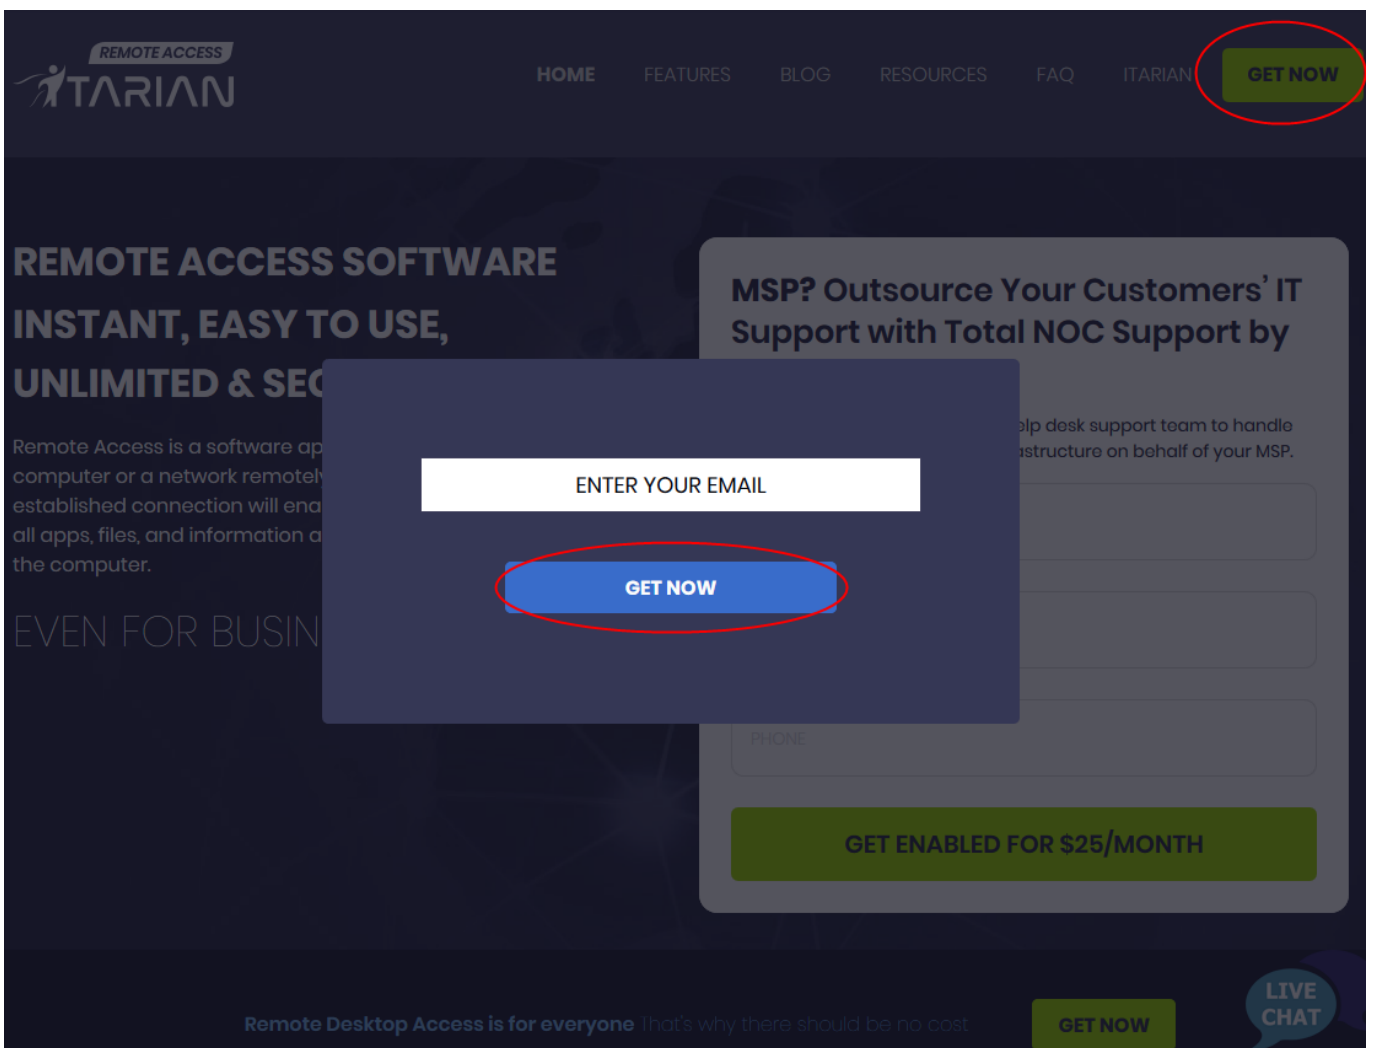 REMOTE ACCESS
ITARIAN
HOME FEATURES BLOG RESOURCES FAQ ITARIAN GET NOW
REMOTE ACCESS SOFTWARE
INSTANT, EASY TO USE,
UNLIMITED & SEC
Remote Access is a software ap
computer or a network remotely
established connection will ena
all apps, files, and information a
the computer.
EVEN FOR BUSIN
MSP? Outsource Your Customers’ IT
Support with Total NOC Support by
elp desk support team to handle
astructure on behalf of your MSP.
ENTER YOUR EMAIL
GET NOW
PHONE
GET ENABLED FOR $25/MONTH
Remote Desktop Access is for everyone That's why there should be no cost
GET NOW
LIVE
CHAT